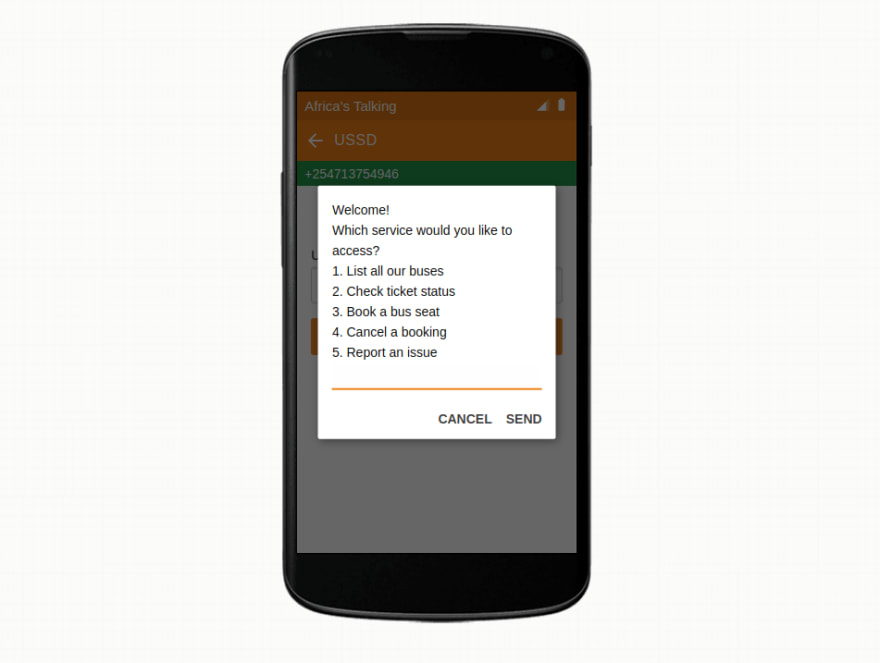 Africa's Talking
USSD
+254713754946
Welcome!
Which service would you like to
access?
1. List all our buses
2. Check ticket status
3. Book a bus seat
4. Cancel a booking
5. Report an issue
CANCEL SEND